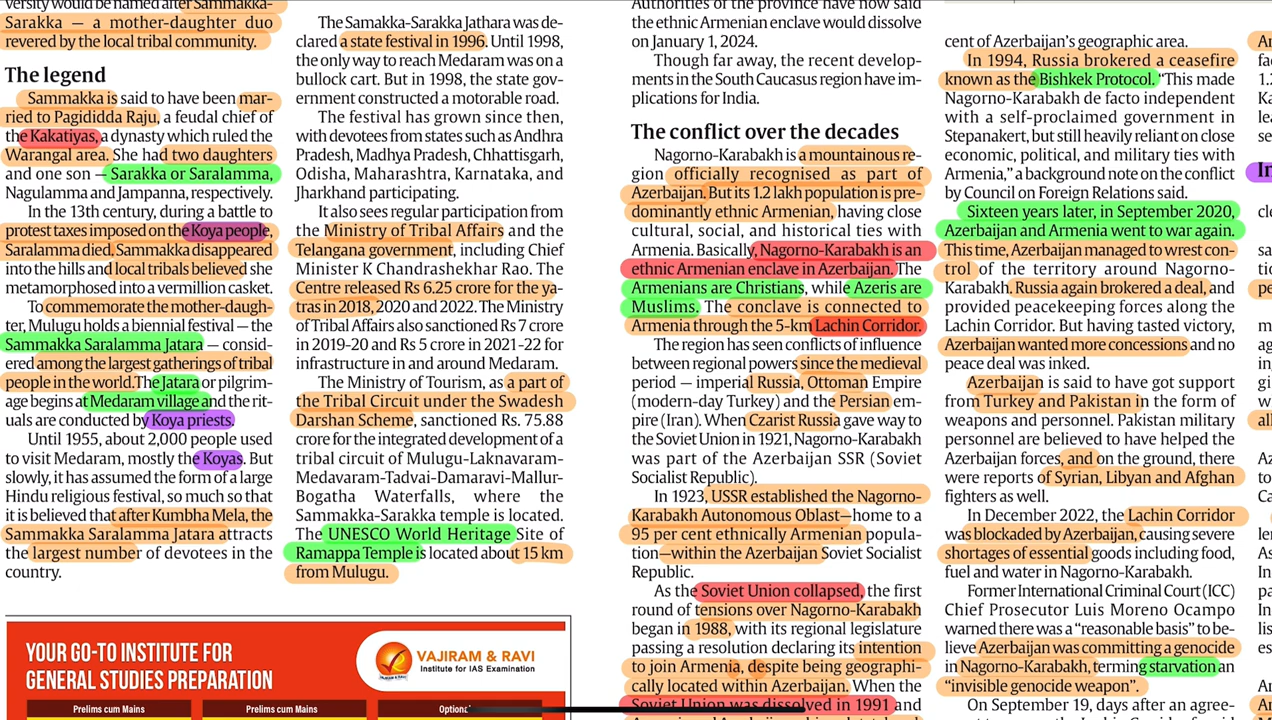 versity would be named after Sammakka-
Sarakka — a mother-daughter duo
revered by the local tribal community.
The legend
Sammakka is said to have been mar-
ried to Pagididda Raju, a feudal chief of
the Kakatiyas, a dynasty which ruled the
Warangal area. She had two daughters
and one son — Sarakka or Saralamma,
Nagulamma and Jampanna, respectively.
In the 13th century, during a battle to
protest taxes imposed on the Koya people,
Saralamma died. Sammakka disappeared
into the hills and local tribals believed she
metamorphosed into a vermillion casket.
To commemorate the mother-daugh-
ter, Mulugu holds a biennial festival — the
Sammakka Saralamma Jatara — consid-
ered among the largest gatherings of tribal
people in the world. The Jatara or pilgrim-
age begins at Medaram village and the rit-
uals are conducted by Koya priests.
Until 1955, about 2,000 people used
to visit Medaram, mostly the Koyas. But
slowly, it has assumed the form of a large
Hindu religious festival, so much so that
it is believed that after Kumbha Mela, the
Sammakka Saralamma Jatara attracts
the largest number of devotees in the
country.
The Samakka-Sarakka Jathara was de-
clared a state festival in 1996. Until 1998,
the only way to reach Medaram was on a
bullock cart. But in 1998, the state gov-
ernment constructed a motorable road.
The festival has grown since then,
with devotees from states such as Andhra
Pradesh, Madhya Pradesh, Chhattisgarh,
Odisha, Maharashtra, Karnataka, and
Jharkhand participating.
It also sees regular participation from
the Ministry of Tribal Affairs and the
Telangana government, including Chief
Minister K Chandrashekhar Rao. The
Centre released Rs 6.25 crore for the ya-
tras in 2018, 2020 and 2022. The Ministry
of Tribal Affairs also sanctioned Rs 7 crore
in 2019-20 and Rs 5 crore in 2021-22 for
infrastructure in and around Medaram.
The Ministry of Tourism, as a part of
the Tribal Circuit under the Swadesh
Darshan Scheme, sanctioned Rs. 75.88
crore for the integrated development of a
tribal circuit of Mulugu-Laknavaram-
Medavaram-Tadvai-Damaravi-Mallur-
Bogatha Waterfalls, where the
Sammakka-Sarakka temple is located.
The UNESCO World Heritage Site of
Ramappa Temple is located about 15 km
from Mulugu.
YOUR GO-TO INSTITUTE FOR
GENERAL STUDIES PREPARATION
VAJIRAM & RAVI
VAJIRAM & RAVI
Institute for IAS Examination
Prelims cum Mains
Prelims cum Mains
Authorities of the province have now said
the ethnic Armenian enclave would dissolve
on January 1, 2024.
Though far away, the recent develop-
ments in the South Caucasus region have im-
plications for India.
The conflict over the decades
Nagorno-Karabakh is a mountainous re-
gion officially recognised as part of
Azerbaijan. But its 1.2 lakh population is pre-
dominantly ethnic Armenian, having close
cultural, social, and historical ties with
Armenia. Basically, Nagorno-Karabakh is an
ethnic Armenian enclave in Azerbaijan. The
Armenians are Christians, while Azeris are
Muslims. The conclave is connected to
Armenia through the 5-km Lachin Corridor.
The region has seen conflicts of influence
between regional powers since the medieval
period — imperial Russia, Ottoman Empire
(modern-day Turkey) and the Persian em-
pire (Iran). When Czarist Russia gave way to
the Soviet Union in 1921, Nagorno-Karabakh
was part of the Azerbaijan SSR (Soviet
Socialist Republic).
In 1923, USSR established the Nagorno-
Karabakh Autonomous Oblast—home to a
95 per cent ethnically Armenian popula-
tion—within the Azerbaijan Soviet Socialist
Republic.
As the Soviet Union collapsed, the first
round of tensions over Nagorno-Karabakh
began in 1988, with its regional legislature
passing a resolution declaring its intention
to join Armenia, despite being geographi-
cally located within Azerbaijan. When the
Soviet Union was dissolved in 1991 and
cent of Azerbaijan's geographic area.
In 1994, Russia brokered a ceasefire
known as the Bishkek Protocol. "This made
Nagorno-Karabakh de facto independent
with a self-proclaimed government in
Stepanakert, but still heavily reliant on close
economic, political, and military ties with
Armenia," a background note on the conflict
by Council on Foreign Relations said.
Sixteen years later, in September 2020,
Azerbaijan and Armenia went to war again.
This time, Azerbaijan managed to wrest con-
trol of the territory around Nagorno-
Karabakh. Russia again brokered a deal, and
provided peacekeeping forces along the
Lachin Corridor. But having tasted victory,
Azerbaijan wanted more concessions and no
peace deal was inked.
Azerbaijan is said to have got support
from Turkey and Pakistan in the form of
weapons and personnel. Pakistan military
personnel are believed to have helped the
Azerbaijan forces, and on the ground, there
were reports of Syrian, Libyan and Afghan
fighters as well.
In December 2022, the Lachin Corridor
was blockaded by Azerbaijan, causing severe
shortages of essential goods including food,
fuel and water in Nagorno-Karabakh.
Former International Criminal Court (ICC)
Chief Prosecutor Luis Moreno Ocampo
warned there was a "reasonable basis" to be-
lieve Azerbaijan was committing a genocide
in Nagorno-Karabakh, terming starvation an
"invisible genocide weapon".
On September 19, days after an agree-